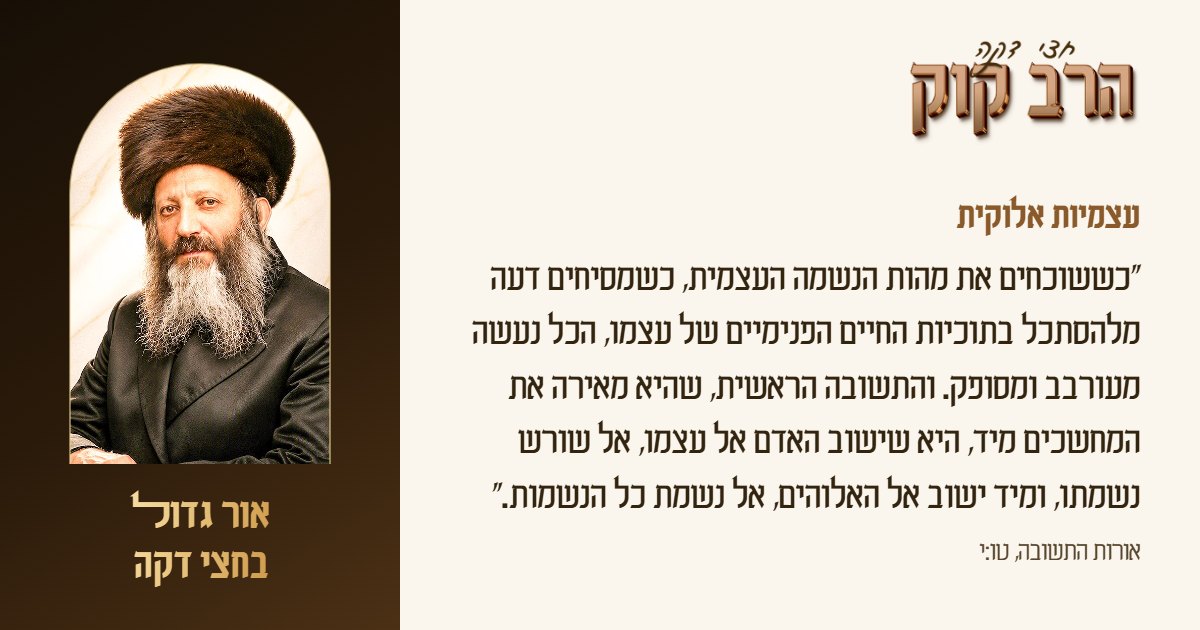 חצי דקה
הרב קוק
עצמיות אלוקית
"כששוכחים את מהות הנשמה העצמית, כשמסיחים דעה
מלהסתכל בתוכיות החיים הפנימיים של עצמו, הכל נעשה
מעורבב ומסופק. והתשובה הראשית, שהיא מאירה את
המחשכים מיד, היא שישוב האדם אל עצמו, אל שורש
נשמתו, ומיד ישוב אל האלוהים, אל נשמת כל הנשמות."
אורות התשובה, טו:י
אור גדול
בחצי דקה